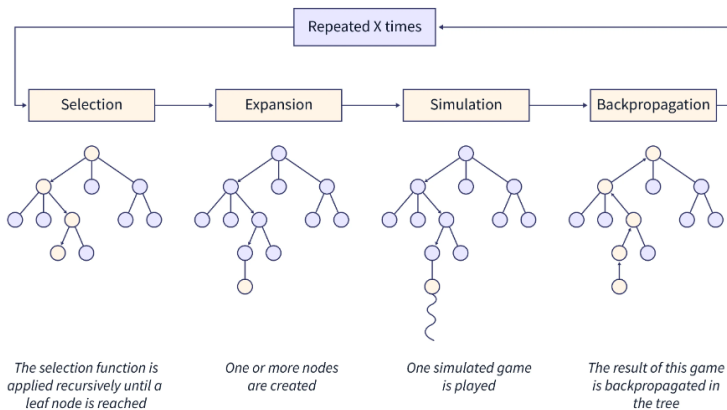 Repeated X times
Selection
Expansion
Simulation
Backpropagation
The selection function is
applied recursively until a
leaf node is reached
One or more nodes
are created
One simulated game
is played
The result of this game
is backpropagated in
the tree